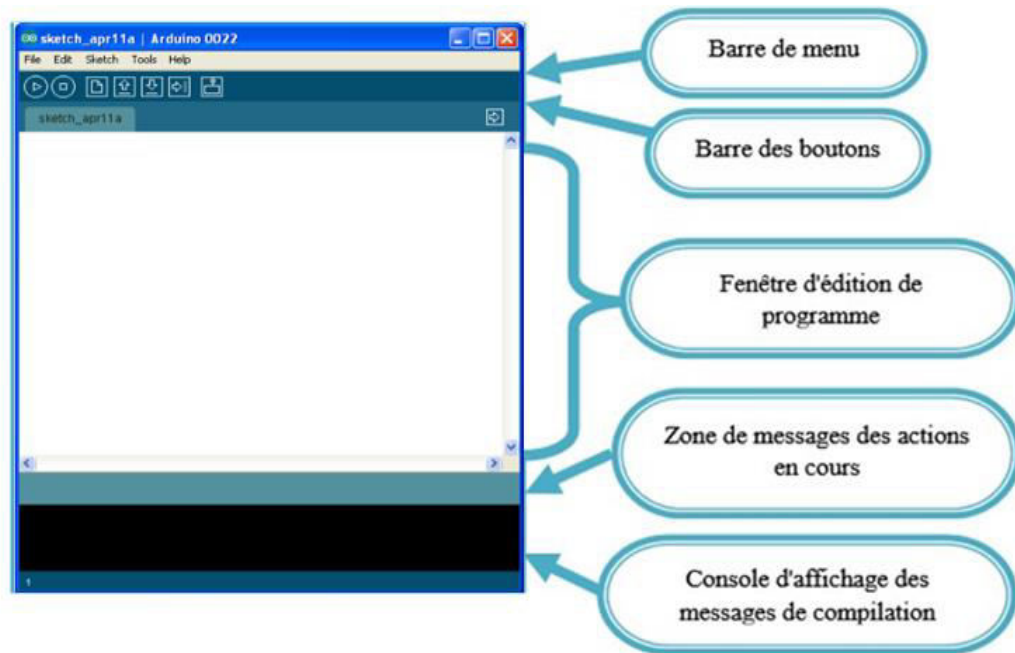 sketch_apr11a | Arduino 0022
File Edit Sketch Tools Help
sketch_apr11a
1
Barre de menu
Barre des boutons
Fenêtre d'édition de
programme
Zone de messages des actions
en cours
Console d'affichage des
messages de compilation